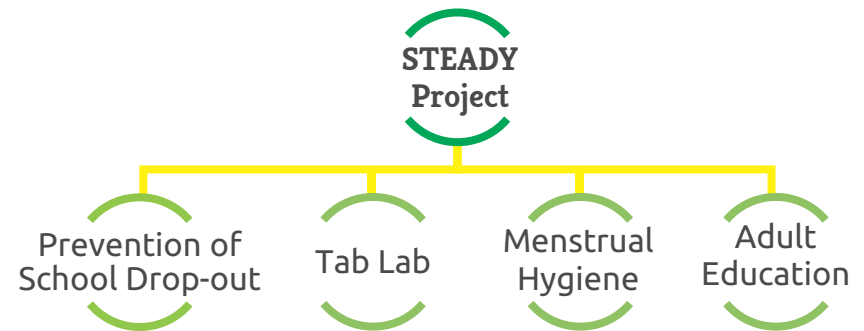 STEADY
Project
Prevention of
School Drop-out
Tab Lab
Menstrual
Hygiene
Adult
Education